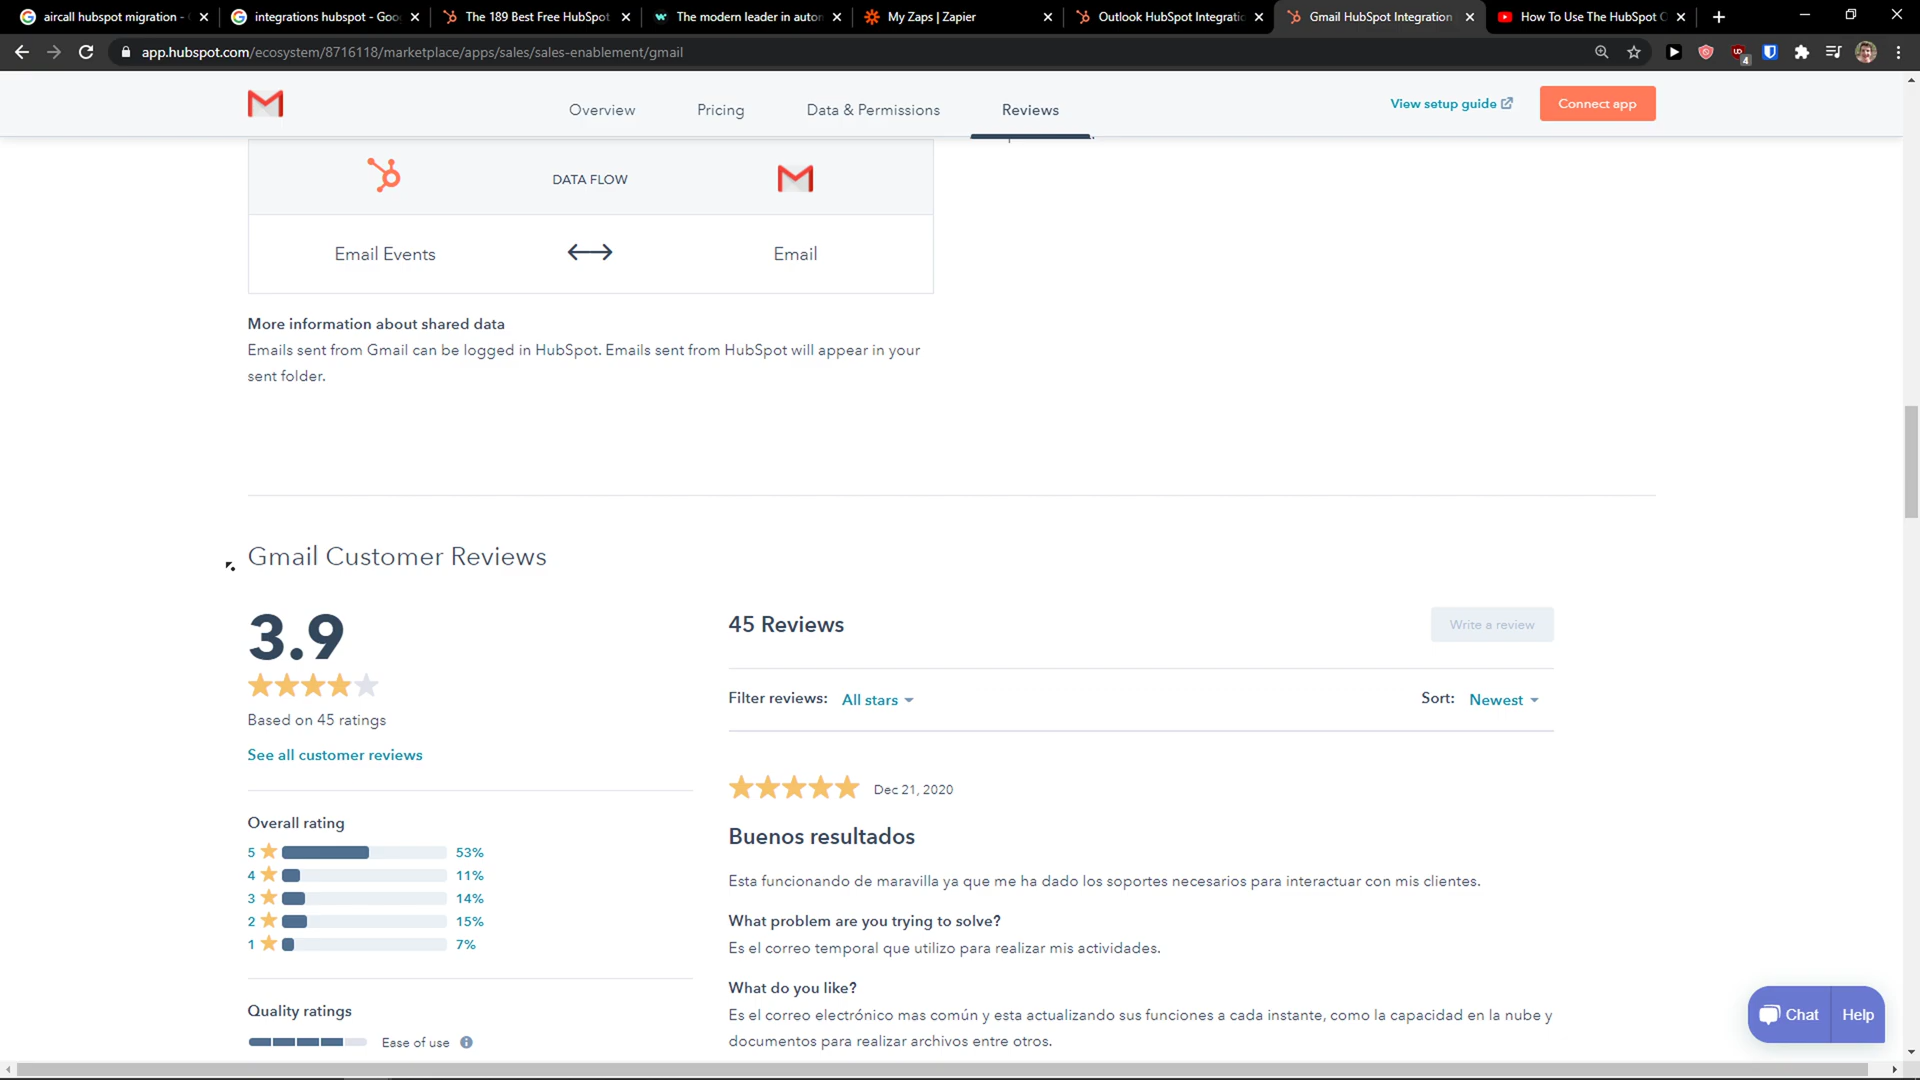 aircall hubspot migration -
integrations hubspot - Goo
The 189 Best Free HubSpot
The modern leader in auton
My Zaps | Zapier
Outlook HubSpot Integratic
Gmail HubSpot Integration
How To Use The HubSpot C
app.hubspot.com/ecosystem/8716118/marketplace/apps/sales/sales-enablement/gmail
4
Overview
Pricing
Data & Permissions
Reviews
View setup guide
Connect app
DATA FLOW
Email Events
Email
More information about shared data
Emails sent from Gmail can be logged in HubSpot. Emails sent from HubSpot will appear in your
sent folder.
Gmail Customer Reviews
3.9
Based on 45 ratings
See all customer reviews
Overall rating
5 53%
4 11%
3 14%
2 15%
1 7%
Quality ratings
Ease of use
45 Reviews
Write a review
Filter reviews: All stars
Sort: Newest
Dec 21, 2020
Buenos resultados
Esta funcionando de maravilla ya que me ha dado los soportes necesarios para interactuar con mis clientes.
What problem are you trying to solve?
Es el correo temporal que utilizo para realizar mis actividades.
What do you like?
Es el correo electrónico mas común y esta actualizando sus funciones a cada instante, como la capacidad en la nube y
documentos para realizar archivos entre otros.
Chat
Help